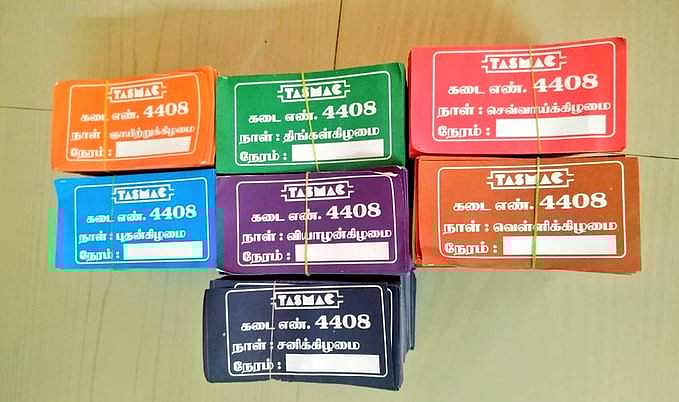 TASMAC
கடை எண். 4408
நாள் : ஞாயிற்றுக்கிழமை
நேரம் :
TASMAC
கடை எண். 4408
நாள் : திங்கள்கிழமை
நேரம் :
TASMAC
கடை எண். 4408
நாள் : செவ்வாய்க்கிழமை
நேரம் :
TASMAC
கடை எண். 4408
நாள் : புதன்கிழமை
நேரம் :
TASMAC
கடை எண். 4408
நாள் : வியாழன்கிழமை
நேரம் :
TASMAC
கடை எண். 4408
நாள் : வெள்ளிக்கிழமை
நேரம் :
TASMAC
கடை எண். 4408
நாள் : சனிக்கிழமை
நேரம் :